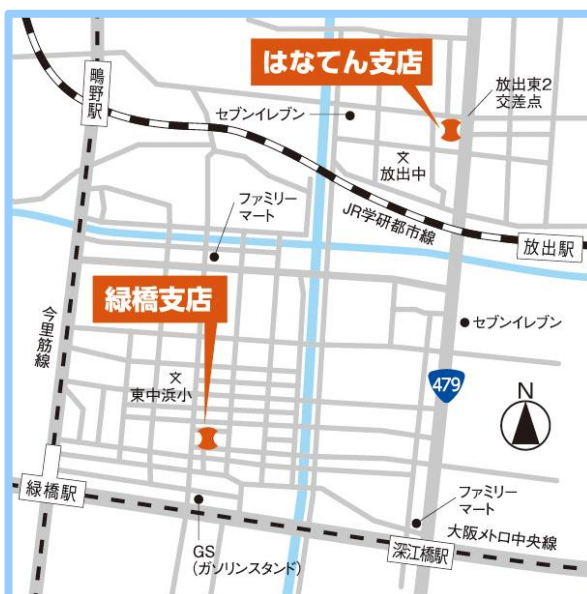 はなてん支店
放出東2
交差点
鴫野駅
セブンイレブン
文
放出中
ファミリー
マート
JR学研都市線
放出駅
緑橋支店
今里筋線
セブンイレブン
文
東中浜小
479
N
緑橋駅
ファミリー
マート
大阪メトロ中央線
深江橋駅
GS
(ガソリンスタンド)